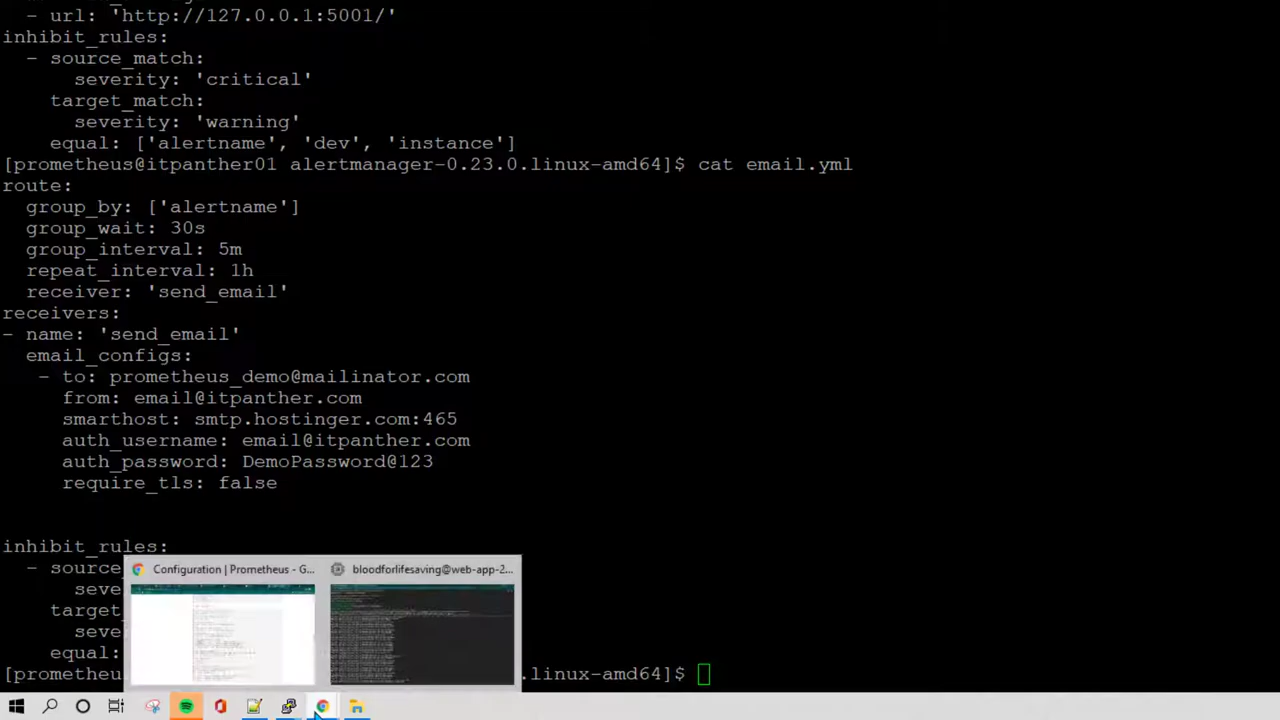 - url: 'http://127.0.0.1:5001/'
inhibit_rules:
- source_match:
severity: 'critical'
target_match:
severity: 'warning'
equal: ['alertname', 'dev', 'instance']
[prometheus@itpanther01 alertmanager-0.23.0.linux-amd64]$ cat email.yml
route:
group_by: ['alertname']
group_wait: 30s
group_interval: 5m
repeat_interval: 1h
receiver: 'send_email'
receivers:
- name: 'send_email'
email_configs:
- to: prometheus_demo@mailinator.com
from: email@itpanther.com
smarthost: smtp.hostinger.com:465
auth_username: email@itpanther.com
auth_password: DemoPassword@123
require_tls: false
inhibit_rules:
- source
Configuration | Prometheus - G... bloodforlifesaving@web-app-2...
seve
target
seve
equal:
[prometheu .linux-amd64]$